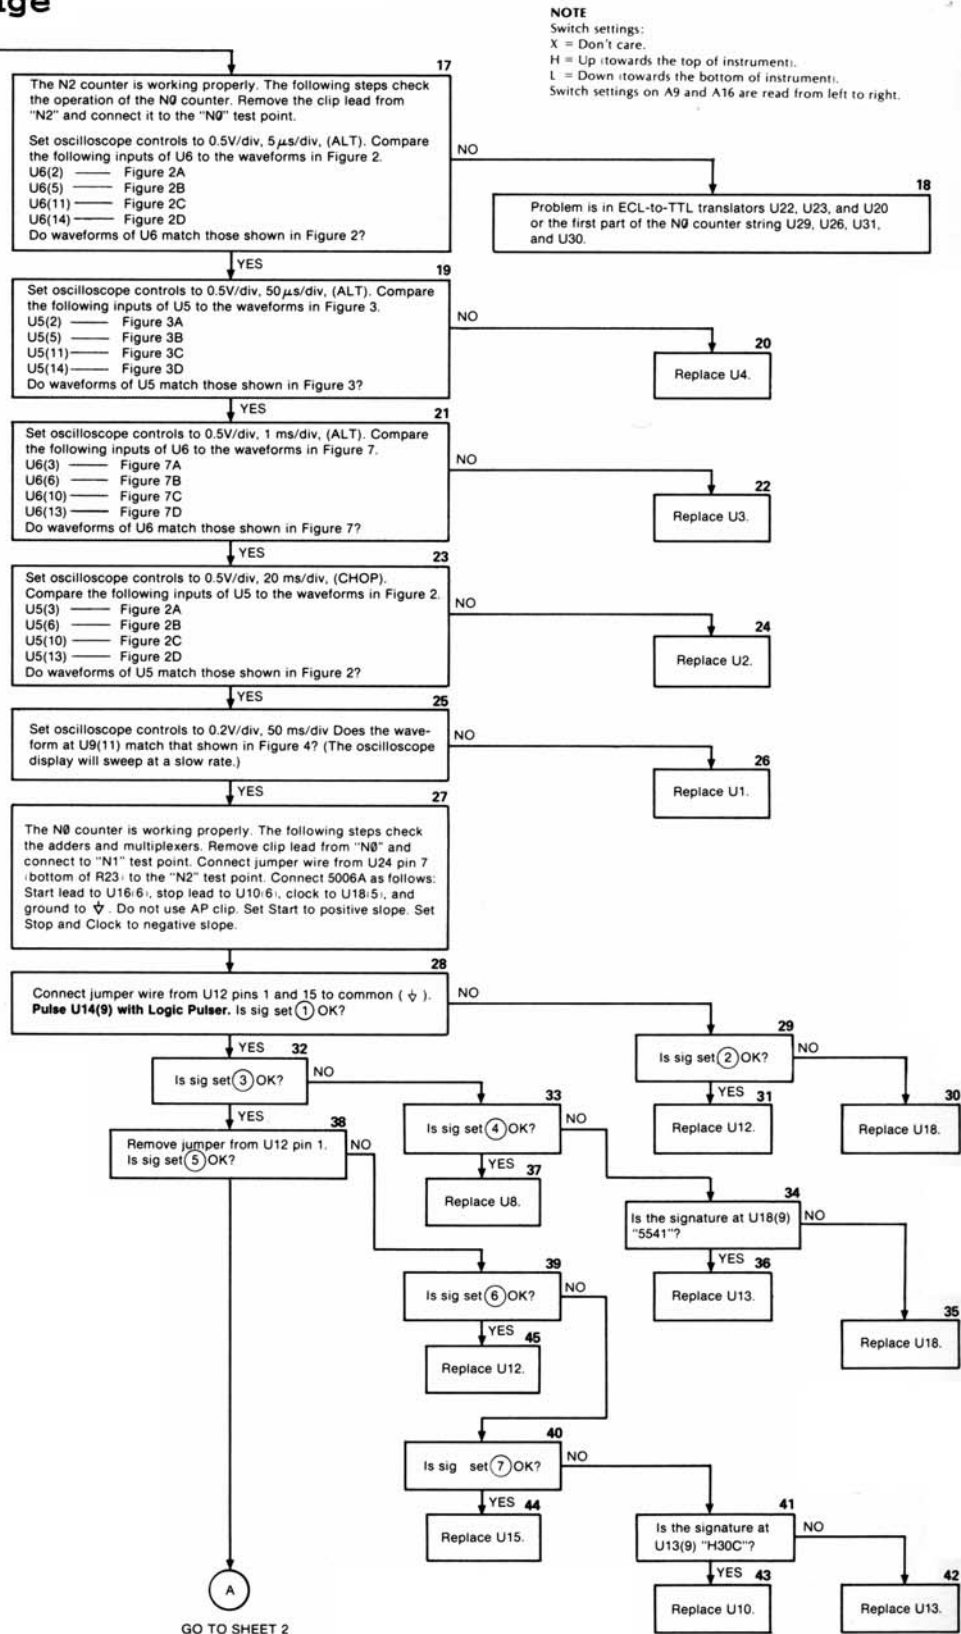 NOTE
Switch settings:
X = Don't care.
H = Up (towards the top of instrument).
L = Down (towards the bottom of instrument).
Switch settings on A9 and A16 are read from left to right.
17
The N2 counter is working properly. The following steps check
the operation of the NØ counter. Remove the clip lead from
"N2" and connect it to the "NØ" test point.
Set oscilloscope controls to 0.5V/div, 5µs/div, (ALT). Compare
the following inputs of U6 to the waveforms in Figure 2.
U6(2) —— Figure 2A
U6(5) —— Figure 2B
U6(11) —— Figure 2C
U6(14) —— Figure 2D
Do waveforms of U6 match those shown in Figure 2?
NO
18
Problem is in ECL-to-TTL translators U22, U23, and U20
or the first part of the NØ counter string U29, U26, U31,
and U30.
YES
19
Set oscilloscope controls to 0.5V/div, 50µs/div, (ALT). Compare
the following inputs of U5 to the waveforms in Figure 3.
U5(2) —— Figure 3A
U5(5) —— Figure 3B
U5(11) —— Figure 3C
U5(14) —— Figure 3D
Do waveforms of U5 match those shown in Figure 3?
NO
20
Replace U4.
YES
21
Set oscilloscope controls to 0.5V/div, 1 ms/div, (ALT). Compare
the following inputs of U6 to the waveforms in Figure 7.
U6(3) —— Figure 7A
U6(6) —— Figure 7B
U6(10) —— Figure 7C
U6(13) —— Figure 7D
Do waveforms of U6 match those shown in Figure 7?
NO
22
Replace U3.
YES
23
Set oscilloscope controls to 0.5V/div, 20 ms/div, (CHOP).
Compare the following inputs of U5 to the waveforms in Figure 2.
U5(3) —— Figure 2A
U5(6) —— Figure 2B
U5(10) —— Figure 2C
U5(13) —— Figure 2D
Do waveforms of U5 match those shown in Figure 2?
NO
24
Replace U2.
YES
25
Set oscilloscope controls to 0.2V/div, 50 ms/div Does the wave-
form at U9(11) match that shown in Figure 4? (The oscilloscope
display will sweep at a slow rate.)
NO
26
Replace U1.
YES
27
The NØ counter is working properly. The following steps check
the adders and multiplexers. Remove clip lead from "NØ" and
connect to "N1" test point. Connect jumper wire from U24 pin 7
(bottom of R23) to the "N2" test point. Connect 5006A as follows:
Start lead to U16(6), stop lead to U10(6), clock to U18(5), and
ground to ⏚. Do not use AP clip. Set Start to positive slope. Set
Stop and Clock to negative slope.
28
Connect jumper wire from U12 pins 1 and 15 to common (⏚).
Pulse U14(9) with Logic Pulser. Is sig set ① OK?
NO
29
Is sig set ② OK?
NO
30
Replace U18.
YES
31
Replace U12.
YES
32
Is sig set ③ OK?
NO
33
Is sig set ④ OK?
NO
34
Is the signature at U18(9)
"5541"?
NO
35
Replace U18.
YES
36
Replace U13.
YES
37
Replace U8.
YES
38
Remove jumper from U12 pin 1.
Is sig set ⑤ OK?
NO
39
Is sig set ⑥ OK?
NO
YES
45
Replace U12.
40
Is sig set ⑦ OK?
NO
YES
44
Replace U15.
41
Is the signature at
U13(9) "H30C"?
NO
42
Replace U13.
YES
43
Replace U10.
A
GO TO SHEET 2